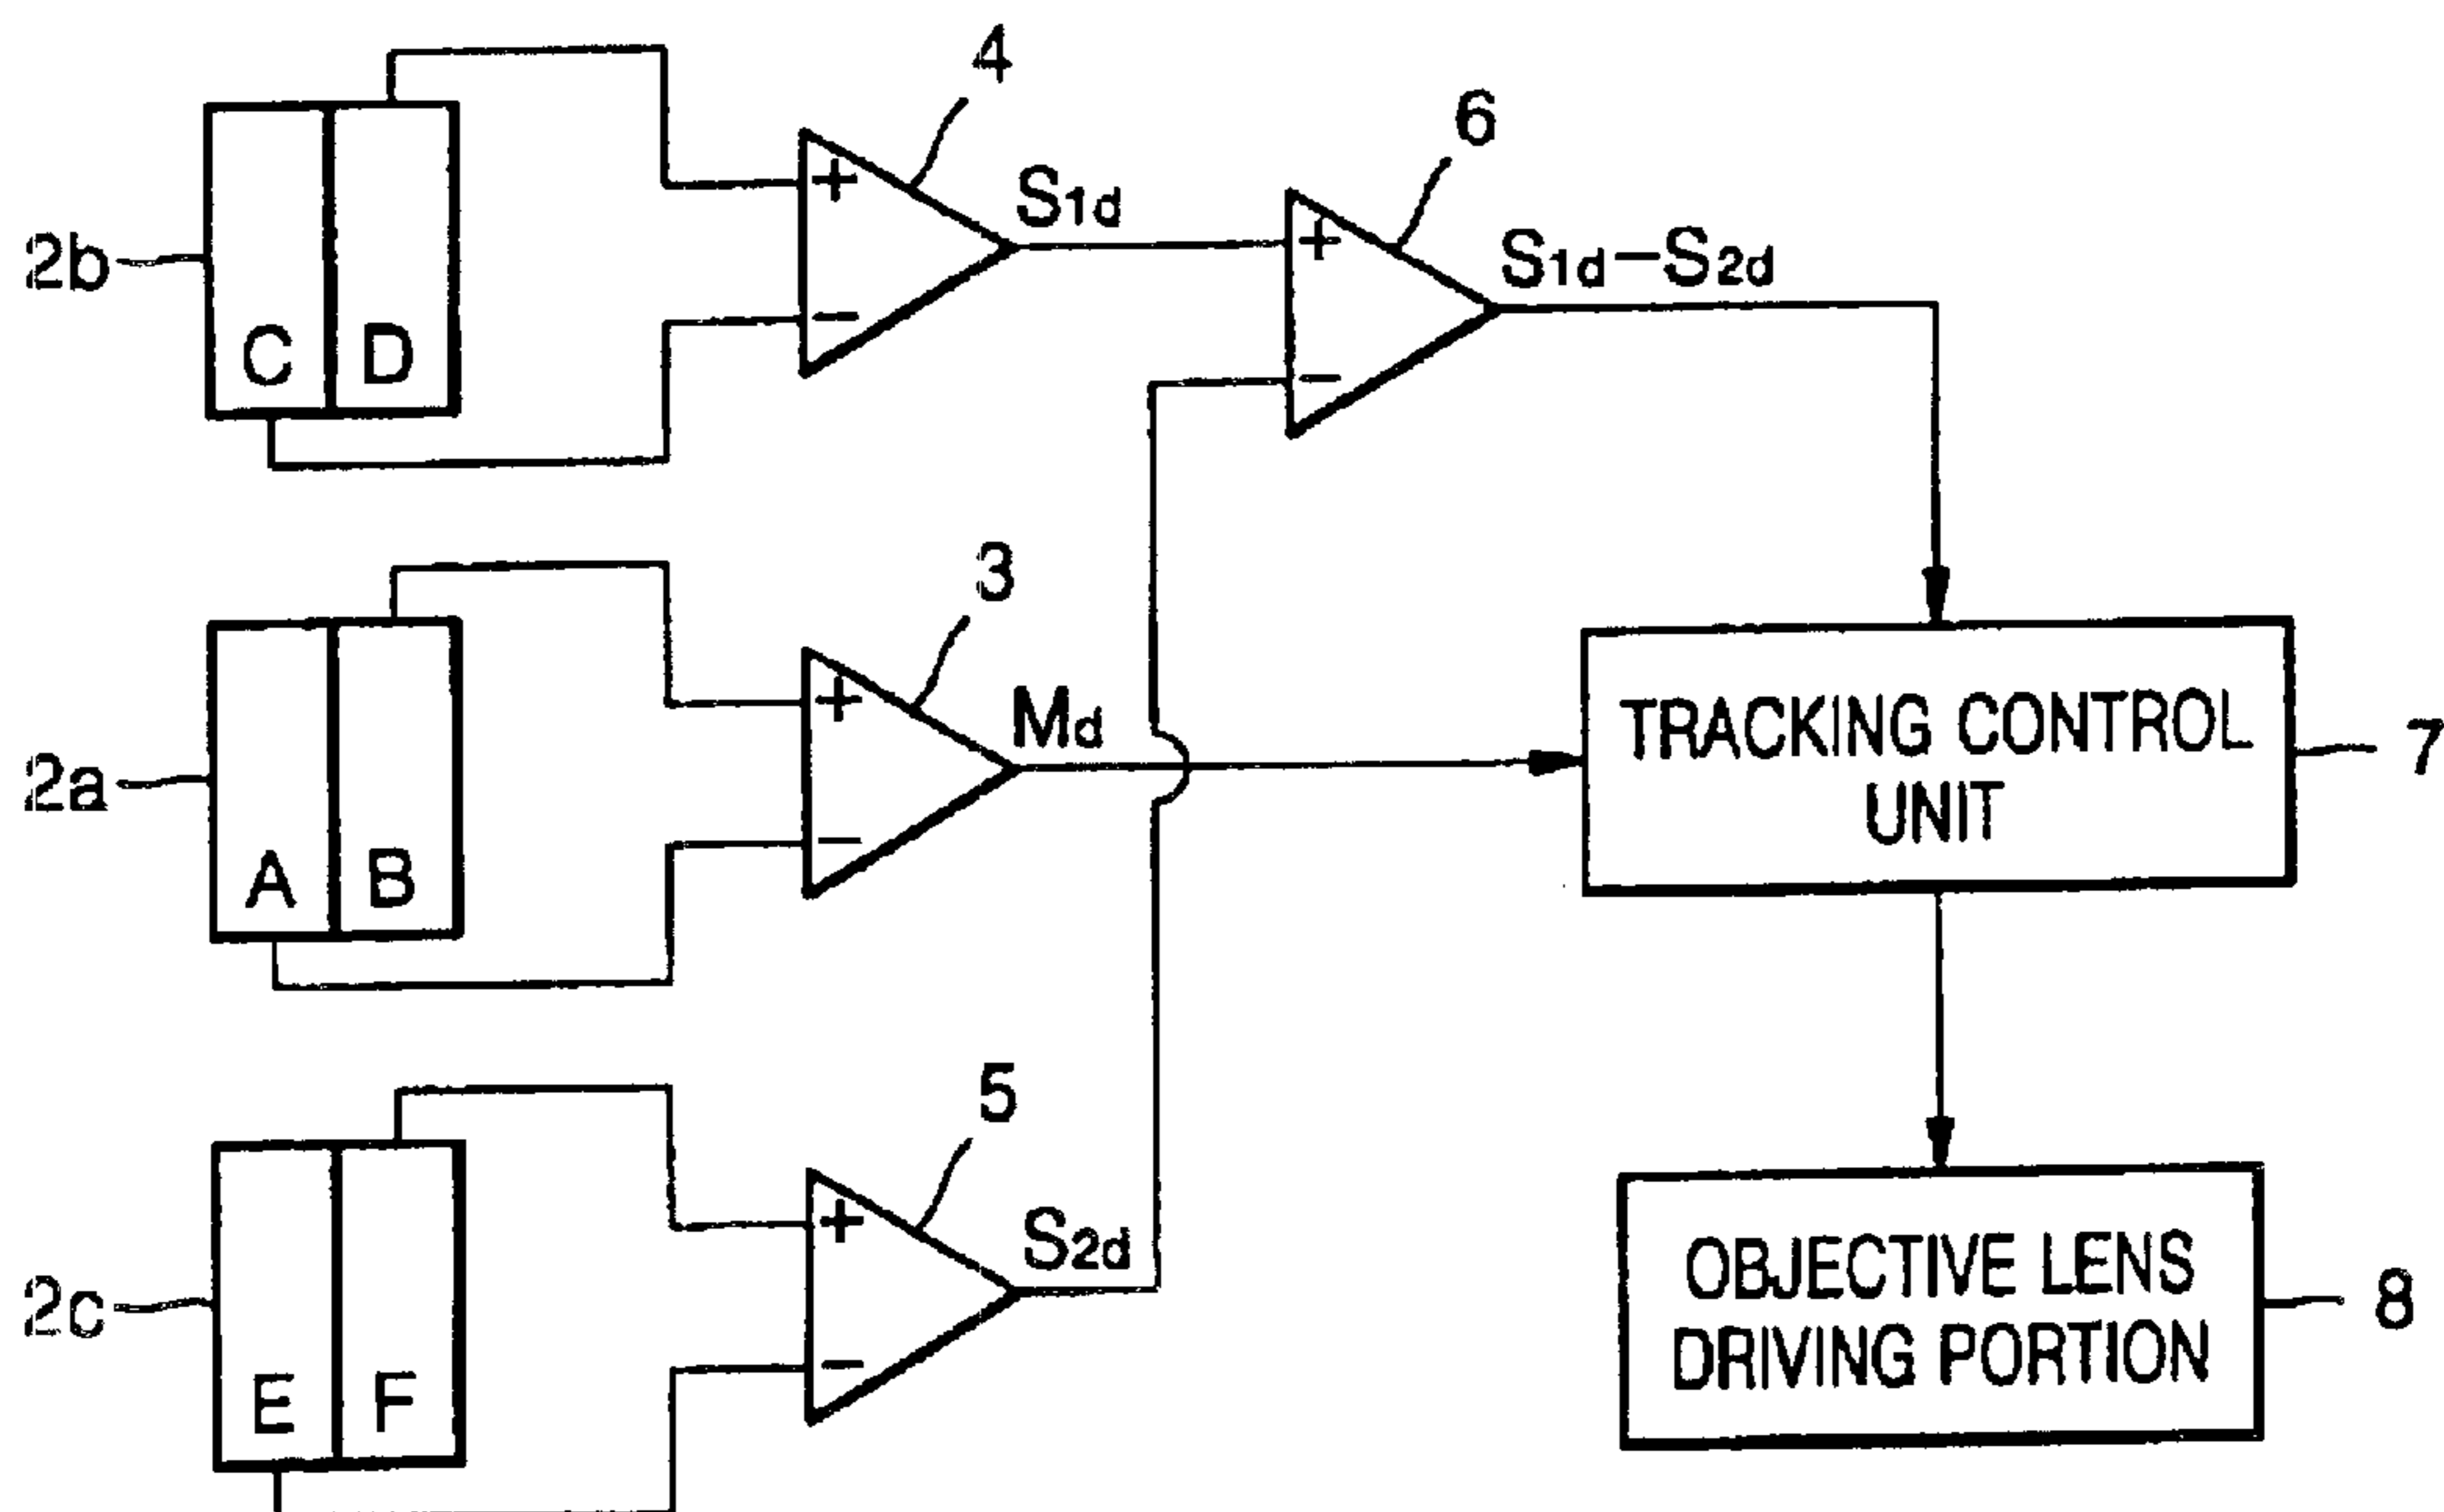 4
6
2b
C D
+
−
S1d
+
−
S1d−S2d
3
2a
A B
+
−
Md
TRACKING CONTROL
UNIT
7
5
2c
E F
+
−
S2d
OBJECTIVE LENS
DRIVING PORTION
8